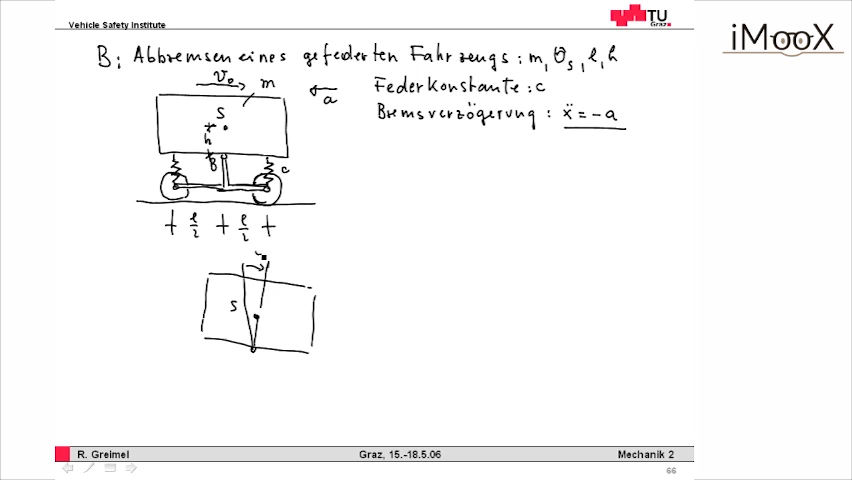 Vehicle Safety Institute
TU
Graz
iMooX
B: Abbremsen eines gefederten Fahrzeugs: m, Θs, l, h
v₀ m
a
Federkonstante: c
S
Bremsverzögerung: ẍ = -a
h
B
c
l/2 l/2
S
R. Greimel Graz, 15.-18.5.06 Mechanik 2
66